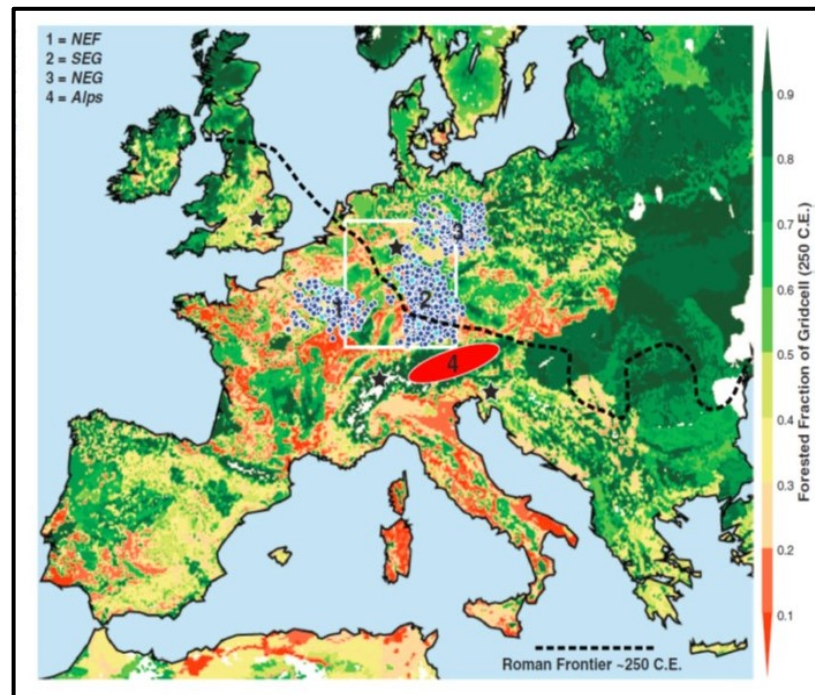 1 = NEF
2 = SEG
3 = NEG
4 = Alps
3
1
2
4
Roman Frontier ~250 C.E.
0.9
0.8
0.7
0.6
0.5
0.4
0.3
0.2
0.1
Forested Fraction of Gridcell (250 C.E.)